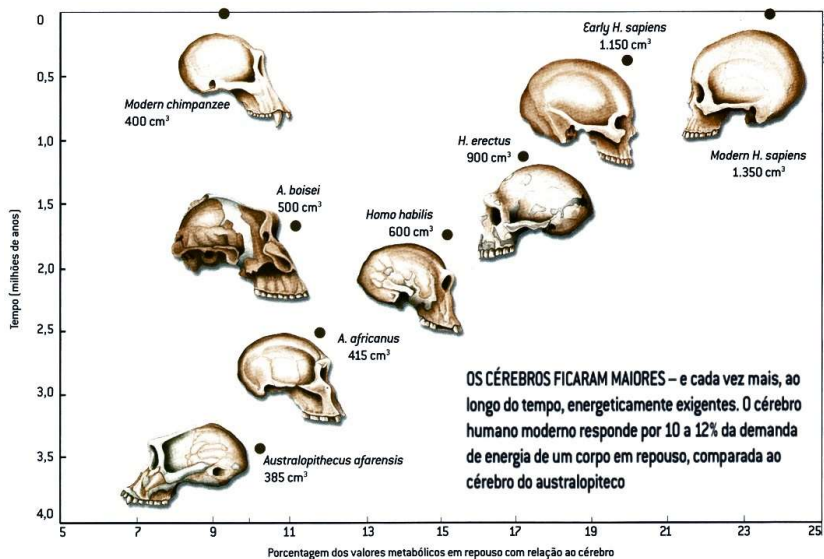 0
0,5
1,0
1,5
2,0
2,5
3,0
3,5
4,0
Tempo (milhões de anos)
Modern chimpanzee
400 cm³
Early H. sapiens
1.150 cm³
H. erectus
900 cm³
Modern H. sapiens
1.350 cm³
A. boisei
500 cm³
Homo habilis
600 cm³
A. africanus
415 cm³
Australopithecus afarensis
385 cm³
OS CÉREBROS FICARAM MAIORES – e cada vez mais, ao
longo do tempo, energeticamente exigentes. O cérebro
humano moderno responde por 10 a 12% da demanda
de energia de um corpo em repouso, comparada ao
cérebro do australopiteco
5 7 9 11 13 15 17 19 21 23 25
Porcentagem dos valores metabólicos em repouso com relação ao cérebro